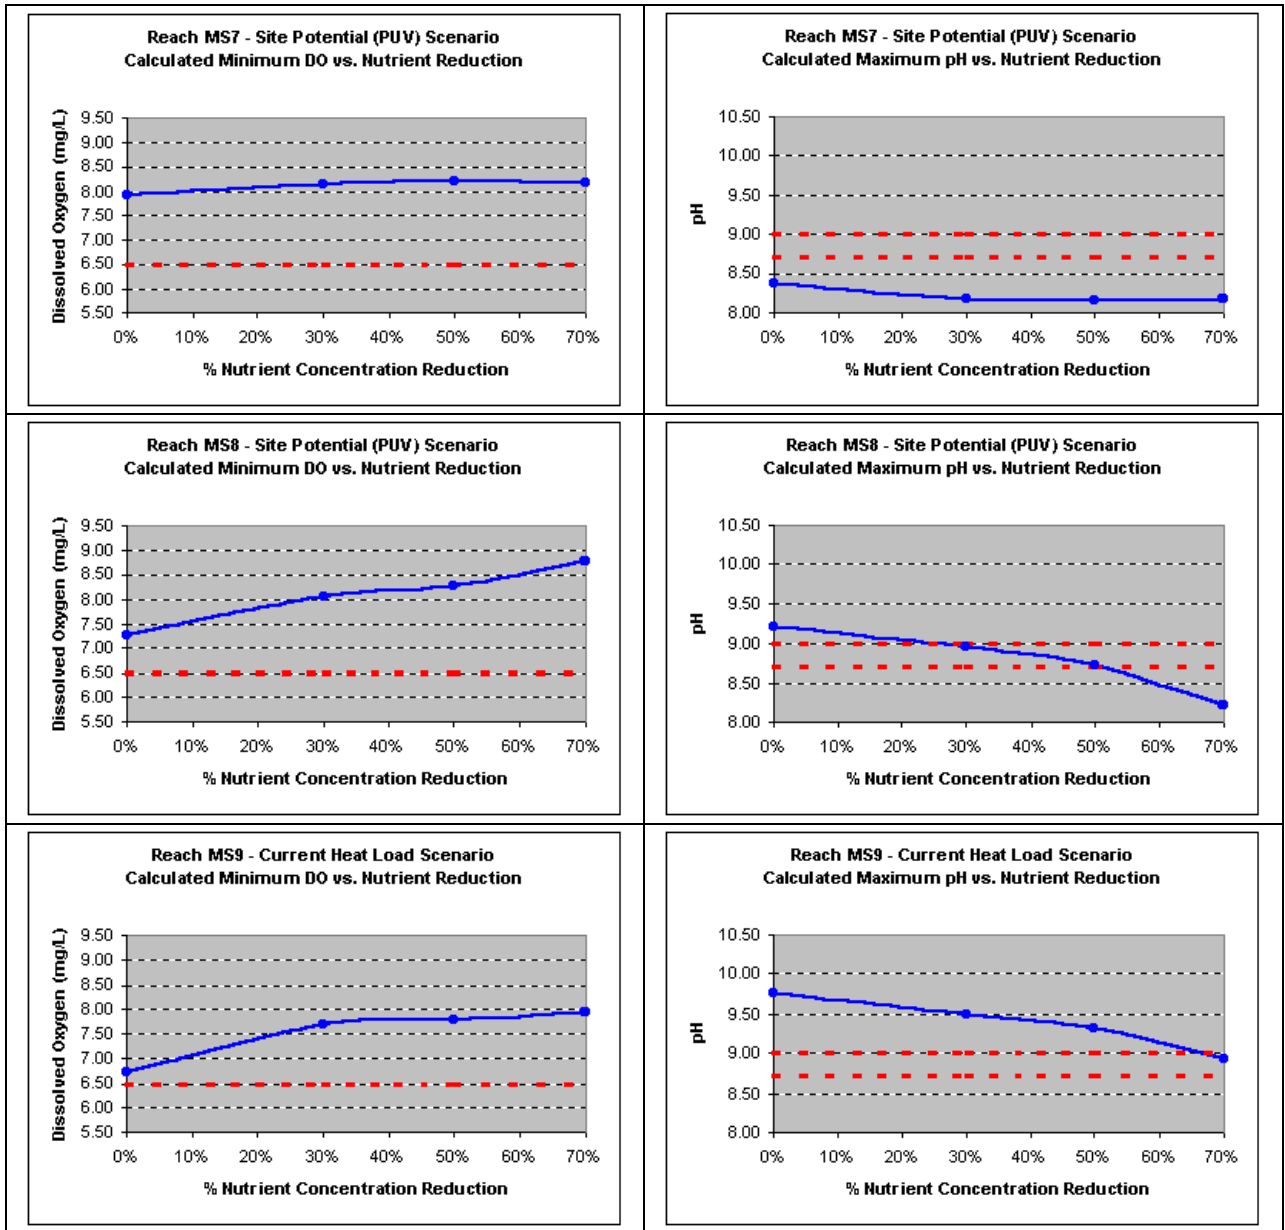 Reach MS7 - Site Potential (PUV) Scenario
Calculated Minimum DO vs. Nutrient Reduction
Dissolved Oxygen (mg/L)
9.50
9.00
8.50
8.00
7.50
7.00
6.50
6.00
5.50
0% 10% 20% 30% 40% 50% 60% 70%
% Nutrient Concentration Reduction
Reach MS7 - Site Potential (PUV) Scenario
Calculated Maximum pH vs. Nutrient Reduction
pH
10.50
10.00
9.50
9.00
8.50
8.00
0% 10% 20% 30% 40% 50% 60% 70%
% Nutrient Concentration Reduction
Reach MS8 - Site Potential (PUV) Scenario
Calculated Minimum DO vs. Nutrient Reduction
Dissolved Oxygen (mg/L)
9.50
9.00
8.50
8.00
7.50
7.00
6.50
6.00
5.50
0% 10% 20% 30% 40% 50% 60% 70%
% Nutrient Concentration Reduction
Reach MS8 - Site Potential (PUV) Scenario
Calculated Maximum pH vs. Nutrient Reduction
pH
10.50
10.00
9.50
9.00
8.50
8.00
0% 10% 20% 30% 40% 50% 60% 70%
% Nutrient Concentration Reduction
Reach MS9 - Current Heat Load Scenario
Calculated Minimum DO vs. Nutrient Reduction
Dissolved Oxygen (mg/L)
9.50
9.00
8.50
8.00
7.50
7.00
6.50
6.00
5.50
0% 10% 20% 30% 40% 50% 60% 70%
% Nutrient Concentration Reduction
Reach MS9 - Current Heat Load Scenario
Calculated Maximum pH vs. Nutrient Reduction
pH
10.50
10.00
9.50
9.00
8.50
8.00
0% 10% 20% 30% 40% 50% 60% 70%
% Nutrient Concentration Reduction